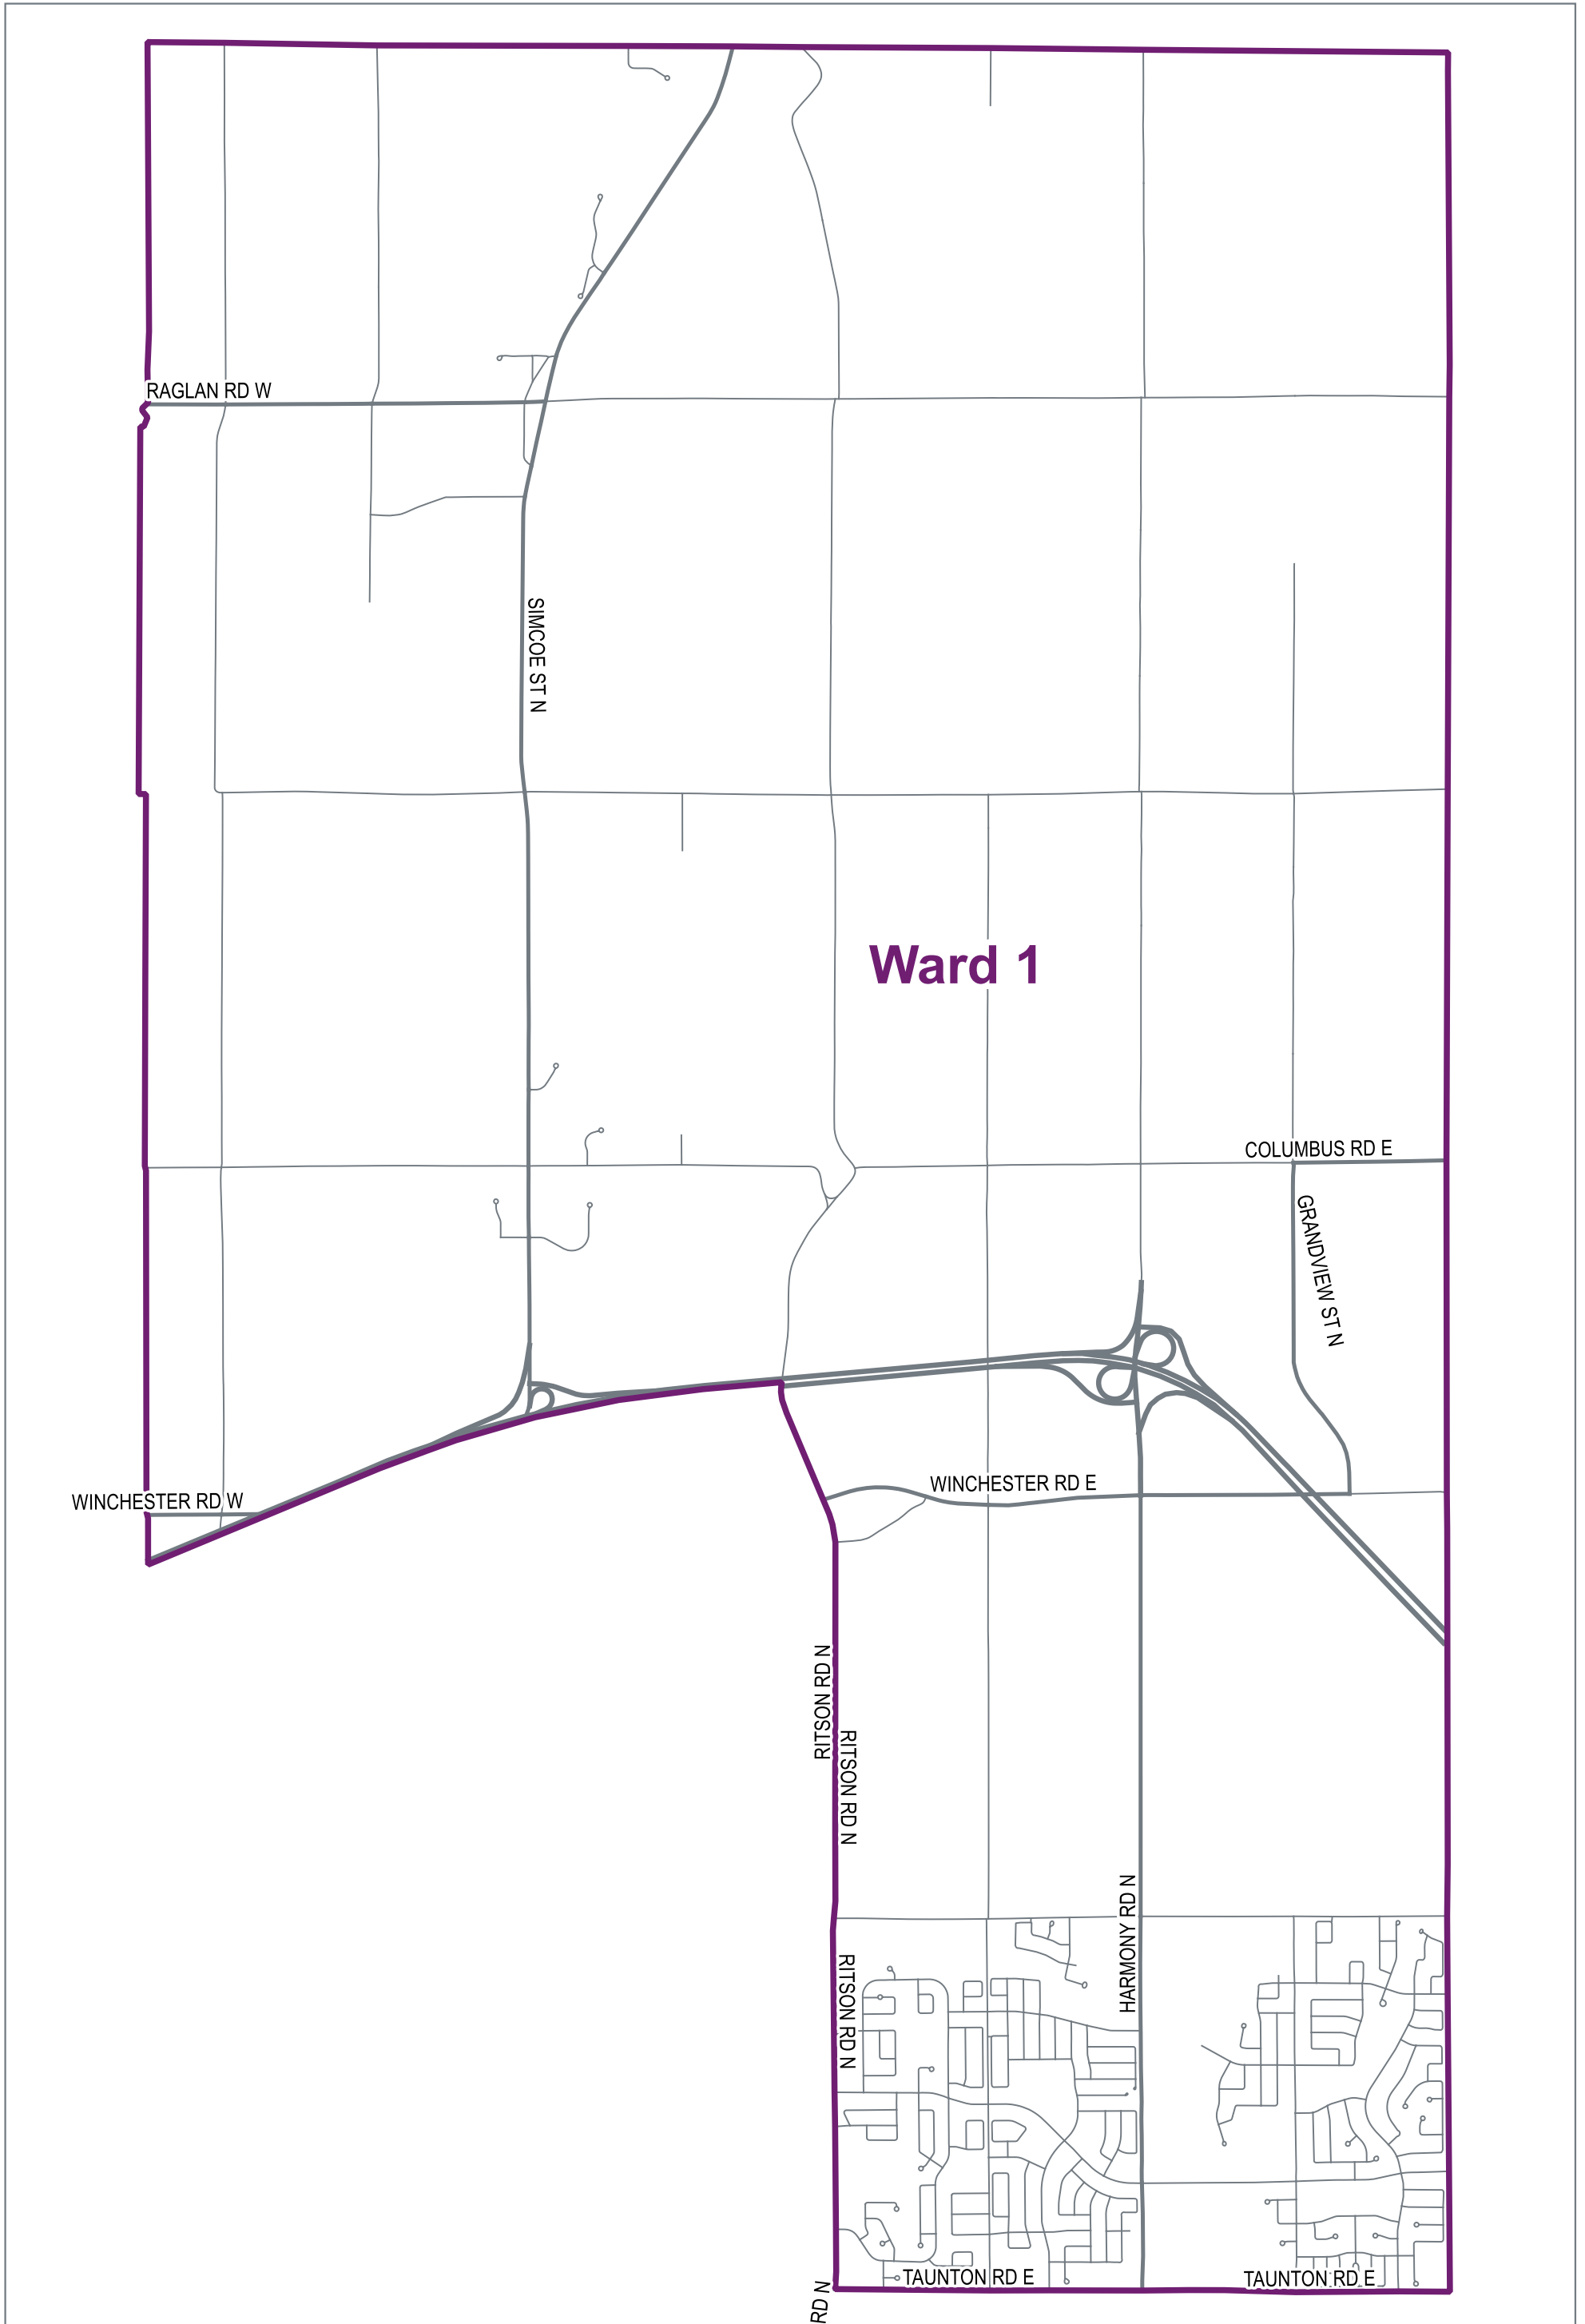 RAGLAN RD W
SIMCOE ST N
Ward 1
COLUMBUS RD E
GRANDVIEW ST N
WINCHESTER RD E
WINCHESTER RD W
RITSON RD N
RITSON RD N
HARMONY RD N
RITSON RD N
TAUNTON RD E
TAUNTON RD E
RD N